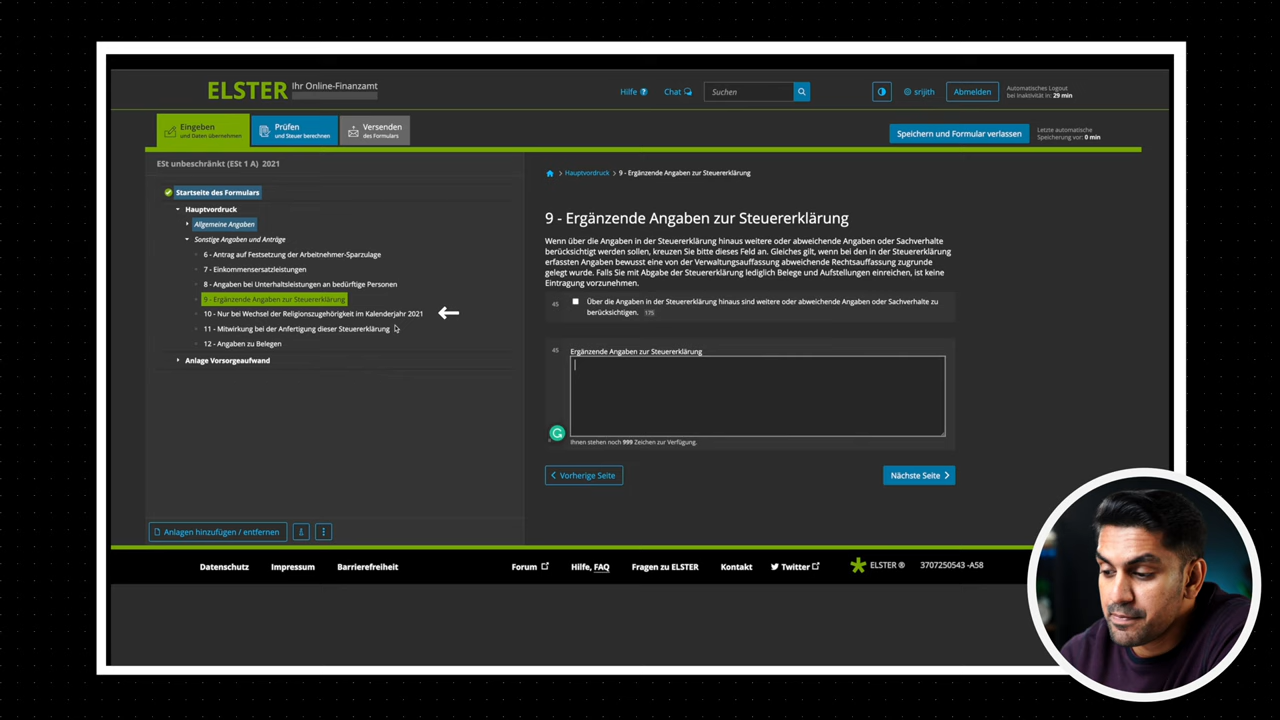 ELSTER Ihr Online-Finanzamt
Hilfe ?
Chat
Suchen
srijith
Abmelden
Automatisches Logout
bei Inaktivität in: 29 min
Eingeben
und Daten übernehmen
Prüfen
und Steuer berechnen
Versenden
des Formulars
Speichern und Formular verlassen
Letzte automatische
Speicherung vor: 0 min
ESt unbeschränkt (ESt 1 A) 2021
Startseite des Formulars
Hauptvordruck
Allgemeine Angaben
Sonstige Angaben und Anträge
6 - Antrag auf Festsetzung der Arbeitnehmer-Sparzulage
7 - Einkommensersatzleistungen
8 - Angaben bei Unterhaltsleistungen an bedürftige Personen
9 - Ergänzende Angaben zur Steuererklärung
10 - Nur bei Wechsel der Religionszugehörigkeit im Kalenderjahr 2021
11 - Mitwirkung bei der Anfertigung dieser Steuererklärung
12 - Angaben zu Belegen
Anlage Vorsorgeaufwand
Anlagen hinzufügen / entfernen
Hauptvordruck
9 - Ergänzende Angaben zur Steuererklärung
9 - Ergänzende Angaben zur Steuererklärung
Wenn über die Angaben in der Steuererklärung hinaus weitere oder abweichende Angaben oder Sachverhalte
berücksichtigt werden sollen, kreuzen Sie bitte dieses Feld an. Gleiches gilt, wenn bei den in der Steuererklärung
erfassten Angaben eine von der Verwaltungsauffassung abweichende Rechtsauffassung zugrunde
gelegt wurde. Falls Sie mit Abgabe der Steuererklärung lediglich Belege und Aufstellungen einreichen, ist keine
Eintragung vorzunehmen.
45
Über die Angaben in der Steuererklärung hinaus sind weitere oder abweichende Angaben oder Sachverhalte zu
berücksichtigen. 175
45
Ergänzende Angaben zur Steuererklärung
Ihnen stehen noch 999 Zeichen zur Verfügung.
Vorherige Seite
Nächste Seite
Datenschutz
Impressum
Barrierefreiheit
Forum
Hilfe, FAQ
Fragen zu ELSTER
Kontakt
Twitter
ELSTER ®
3707250543 -A58